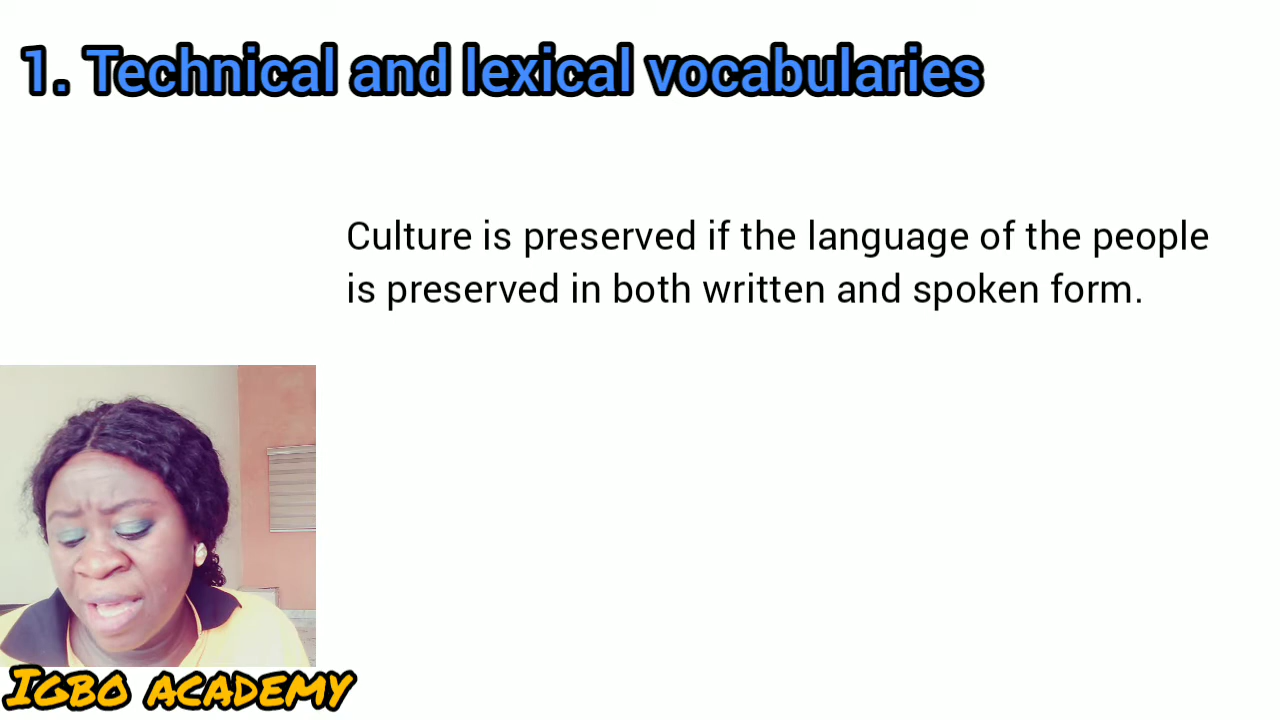 1. Technical and lexical vocabularies
Culture is preserved if the language of the people
is preserved in both written and spoken form.
IGBO ACADEMY